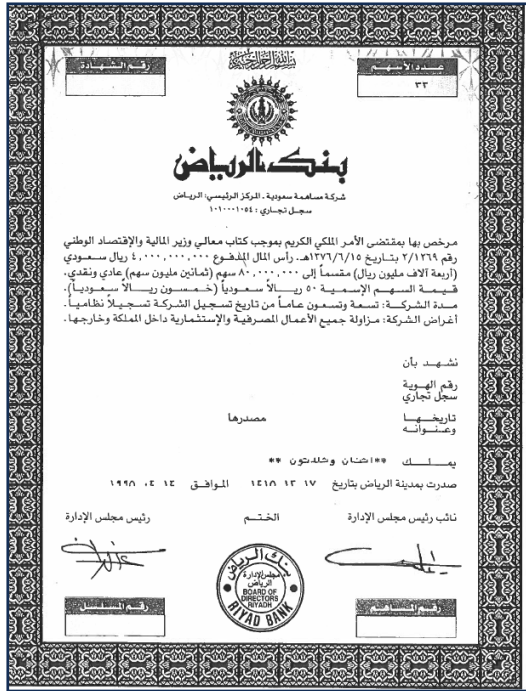 بسم الله الرحمن الرحيم
عدد الأسهم
رقم الشهادة
٣٢
بنك الرياض
شركة مساهمة سعودية ـ المركز الرئيسي: الرياض
سجل تجاري : ١٠١٠٠٠١٠٥٤
مرخص بها بمقتضى الأمر الملكي الكريم بموجب كتاب معالي وزير المالية والإقتصاد الوطني
رقم ٢/١٢٦٩ بتاريخ ١٣٧٦/٦/١٥هـ. رأس المال المدفوع ٤,٠٠٠,٠٠٠,٠٠٠ ريال سعودي
(أربعة آلاف مليون ريال) مقسماً إلى ٨٠,٠٠٠,٠٠٠ سهم (ثمانين مليون سهم) عادي ونقدي.
قيمة السهم الإسمية ٥٠ ريالاً سعودياً (خمسون ريالاً سعودياً).
مدة الشركة: تسعة وتسعون عاماً من تاريخ تسجيل الشركة تسجيلاً نظامياً.
أغراض الشركة: مزاولة جميع الأعمال المصرفية والإستثمارية داخل المملكة وخارجها.
نشهد بأن
رقم الهوية
سجل تجاري
تاريخها مصدرها
وعنوانه
يملك **اثنان وثلاثون **
صدرت بمدينة الرياض بتاريخ ١٧ ١٢ ١٤١٨ الموافق ١٤ ٠٤ ١٩٩٨
نائب رئيس مجلس الإدارة الختم رئيس مجلس الإدارة
بنك الرياض
مجلس الإدارة
الرياض
BOARD OF
DIRECTORS
RIYADH
RIYAD BANK
رقم المساهم
رقم المسلسل